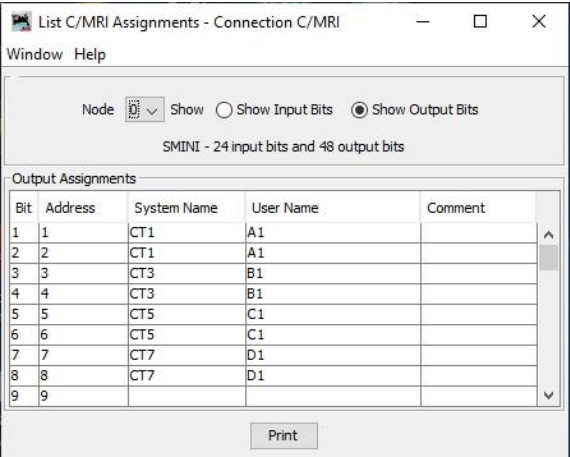 List C/MRI Assignments - Connection C/MRI
Window Help
Node 0 Show Show Input Bits Show Output Bits
SMINI - 24 input bits and 48 output bits
Output Assignments
Bit Address System Name User Name Comment
1 1 CT1 A1
2 2 CT1 A1
3 3 CT3 B1
4 4 CT3 B1
5 5 CT5 C1
6 6 CT5 C1
7 7 CT7 D1
8 8 CT7 D1
9 9
Print